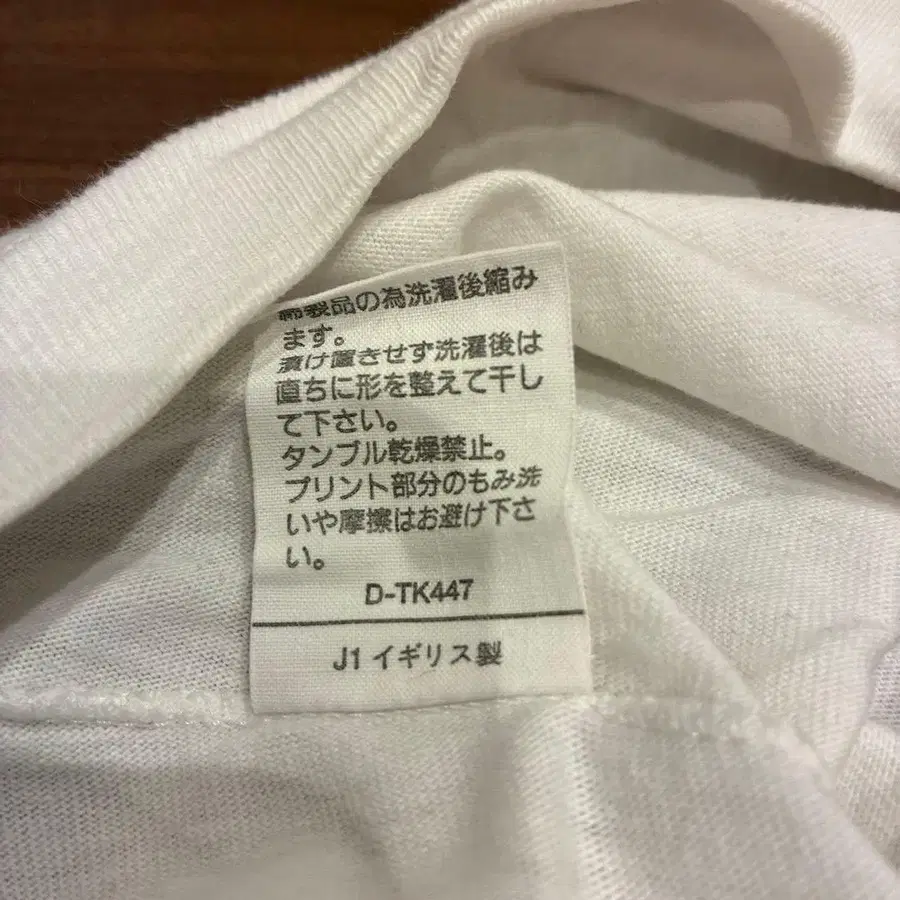 綿製品の為洗濯後縮み
ます。
漬け置きせず洗濯後は
直ちに形を整えて干し
て下さい。
タンブル乾燥禁止。
プリント部分のもみ洗
いや摩擦はお避け下さ
い。
D-TK447
J1 イギリス製